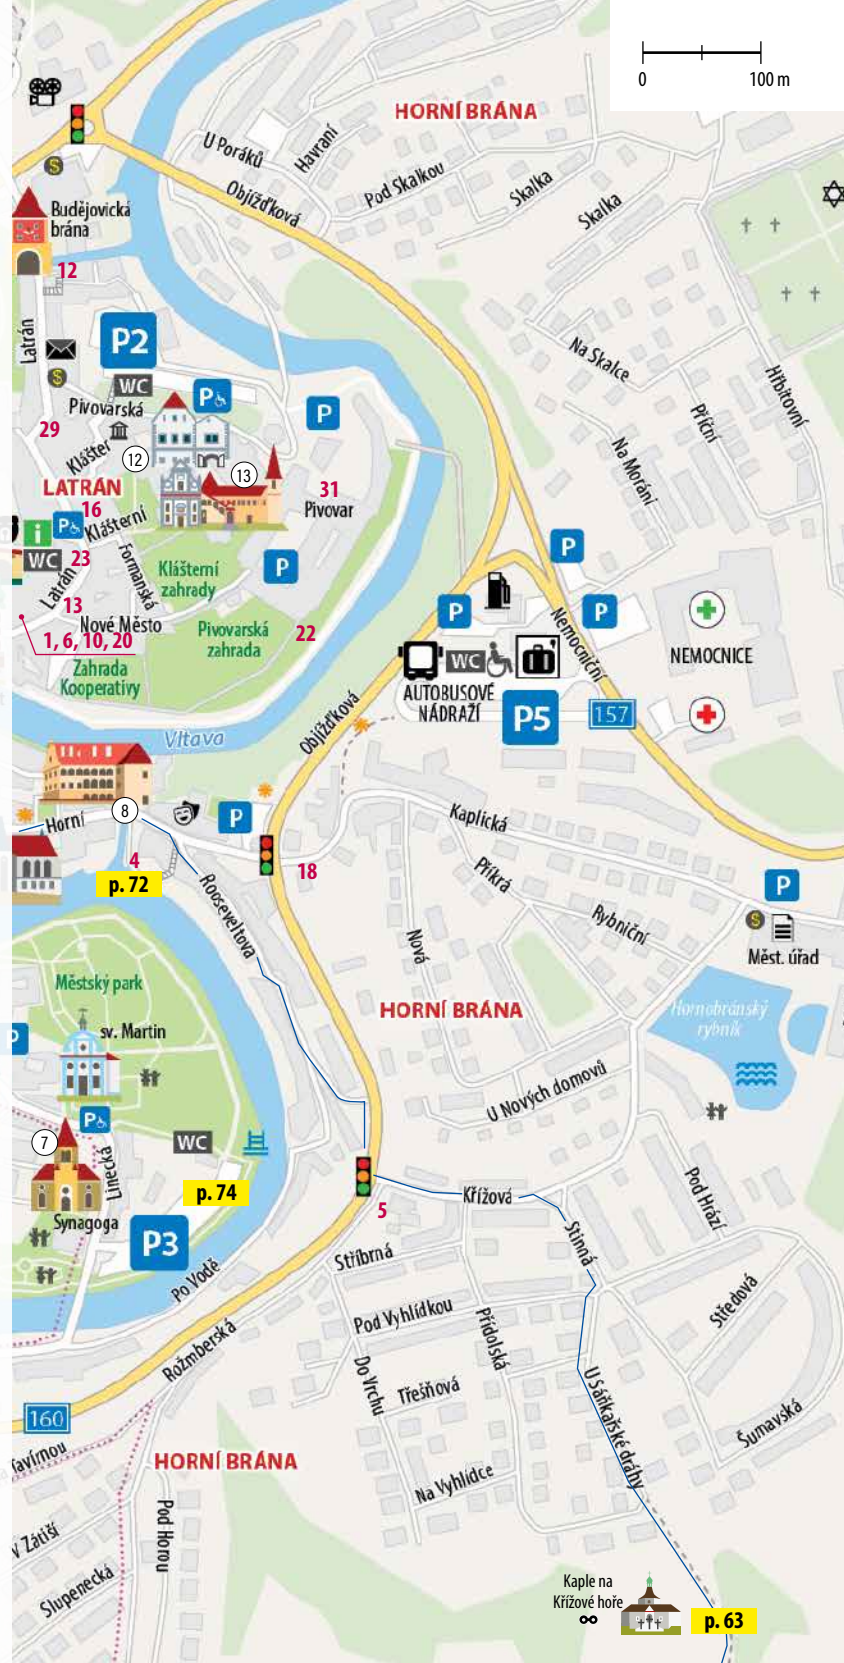 0 100 m
HORNÍ BRÁNA
U Poráků
Havraní
Pod Skalkou
Skalka
Skalka
Objížďková
$
Budějovická
brána
12
Latrán
P2
WC
P
P
$
Pivovarská
29
Klášter
12
13
LATRÁN
16
31
Pivovar
Na Skalce
Příční
Hřbitovní
Na Moráni
i
P
Klášterní
WC
23
Latrán
13
Formanská
Klášterní
zahrady
P
P
Nové Město
Pivovarská
zahrada
22
1, 6, 10, 20
Zahrada
Kooperativy
P
P
Nemocniční
NEMOCNICE
WC
AUTOBUSOVÉ
NÁDRAŽÍ
P5
157
Vltava
Objížďková
Horní
8
P
4
p. 72
18
Kaplická
Příkrá
Rybniční
P
$
Měst. úřad
Rooseveltova
Nová
Městský park
HORNÍ BRÁNA
Hornobránský
rybník
P
sv. Martin
U Nových domovů
P
7
Linecká
WC
p. 74
Synagoga
P3
Po Vodě
5
Křížová
Stinná
Pod Hrází
Stříbrná
Středová
Pod Vyhlídkou
Přídolská
Rožmberská
Do Vrchu
Třešňová
U Sáňkařské dráhy
Šumavská
160
HORNÍ BRÁNA
Na Vyhlídce
V Zátiší
Pod Horou
Slupenecká
Kaple na
Křížové hoře
p. 63